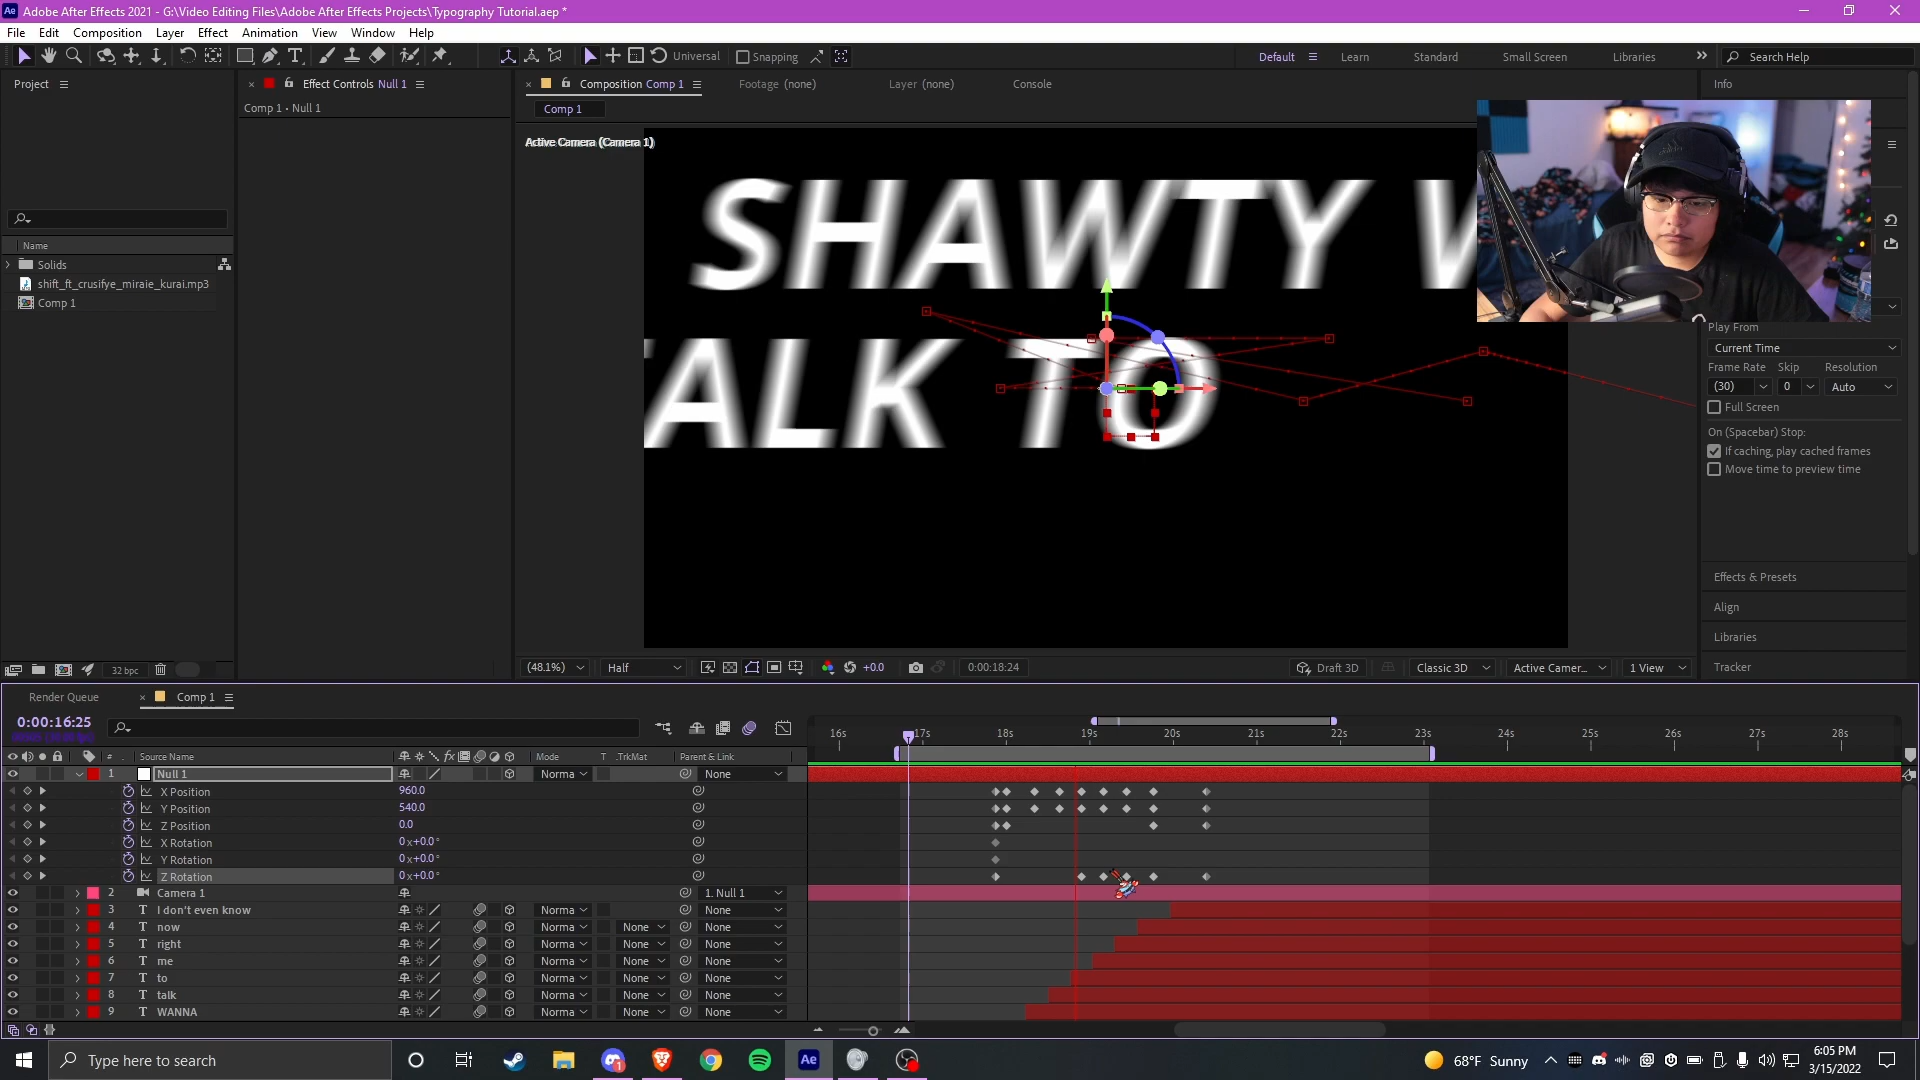 Ae Adobe After Effects 2021 - G:\Video Editing Files\Adobe After Effects Projects\Typography Tutorial.aep *
File Edit Composition Layer Effect Animation View Window Help
Universal Snapping Default Learn Standard Small Screen Libraries Search Help
Project Effect Controls Null 1 Composition Comp 1 Footage (none) Layer (none) Console Info
Comp 1 • Null 1
Comp 1
Active Camera (Camera 1)
SHAWTY W
ALK TO
Name
Solids
shift_ft_crusifye_miraie_kurai.mp3
Comp 1
Play From
Current Time
Frame Rate Skip Resolution
(30) 0 Auto
Full Screen
On (Spacebar) Stop:
If caching, play cached frames
Move time to preview time
Effects & Presets
Align
Libraries
Tracker
32 bpc
(48.1%) Half +0.0 0:00:18:24 Draft 3D Classic 3D Active Camer... 1 View
Render Queue Comp 1
0:00:16:25
16s 17s 18s 19s 20s 21s 22s 23s 24s 25s 26s 27s 28s
# Source Name fx Mode T .TrkMat Parent & Link
1 Null 1 Norma None
X Position 960.0
Y Position 540.0
Z Position 0.0
X Rotation 0x+0.0°
Y Rotation 0x+0.0°
Z Rotation 0x+0.0°
2 Camera 1 1. Null 1
3 T I don't even know Norma None
4 T now Norma None None
5 T right Norma None None
6 T me Norma None None
7 T to Norma None None
8 T talk Norma None None
9 T WANNA Norma None None
Type here to search
Ae
1
68°F Sunny
6:05 PM
3/15/2022